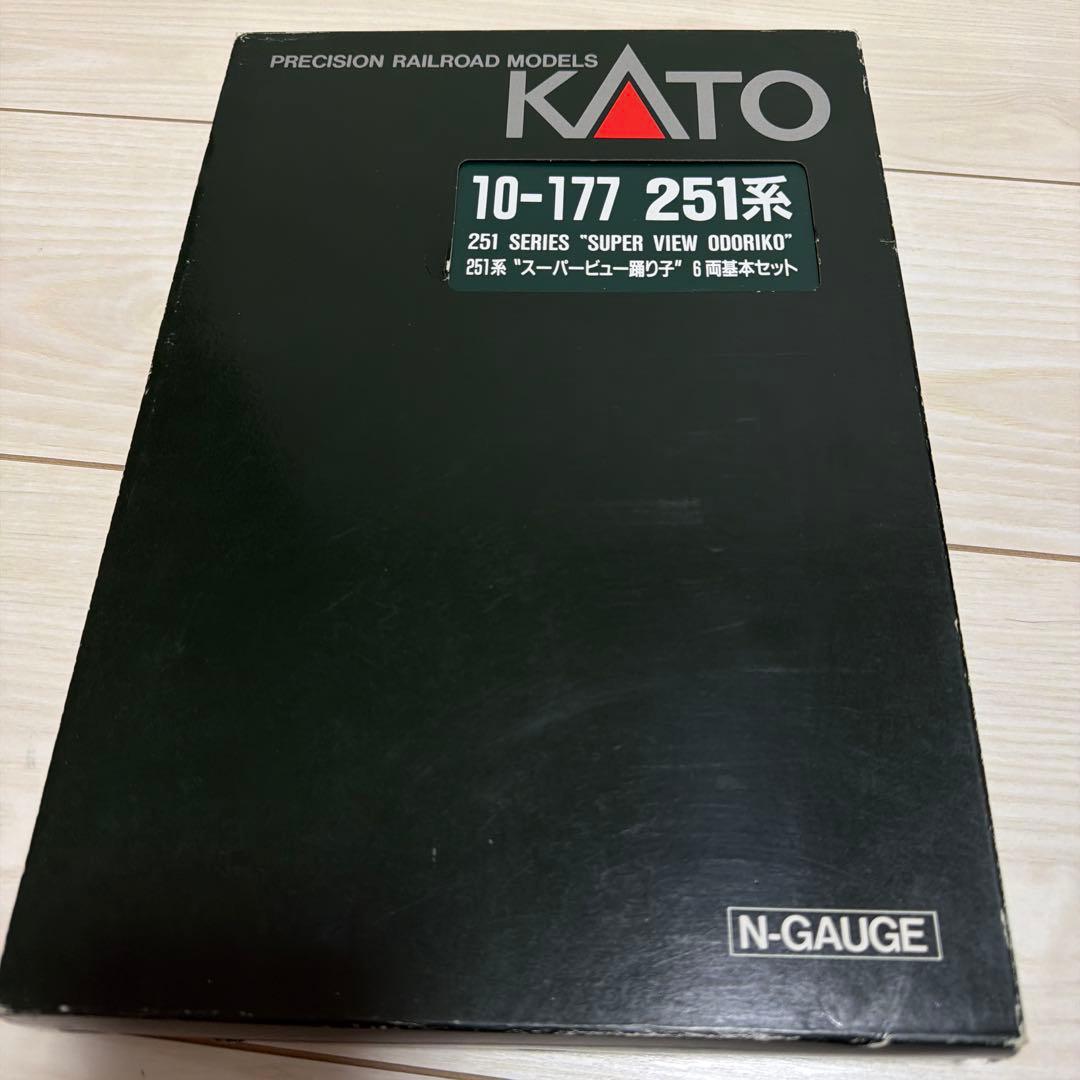 PRECISION RAILROAD MODELS
KATO
10-177 251系
251 SERIES "SUPER VIEW ODORIKO"
251系 "スーパービュー踊り子" 6両基本セット
N-GAUGE